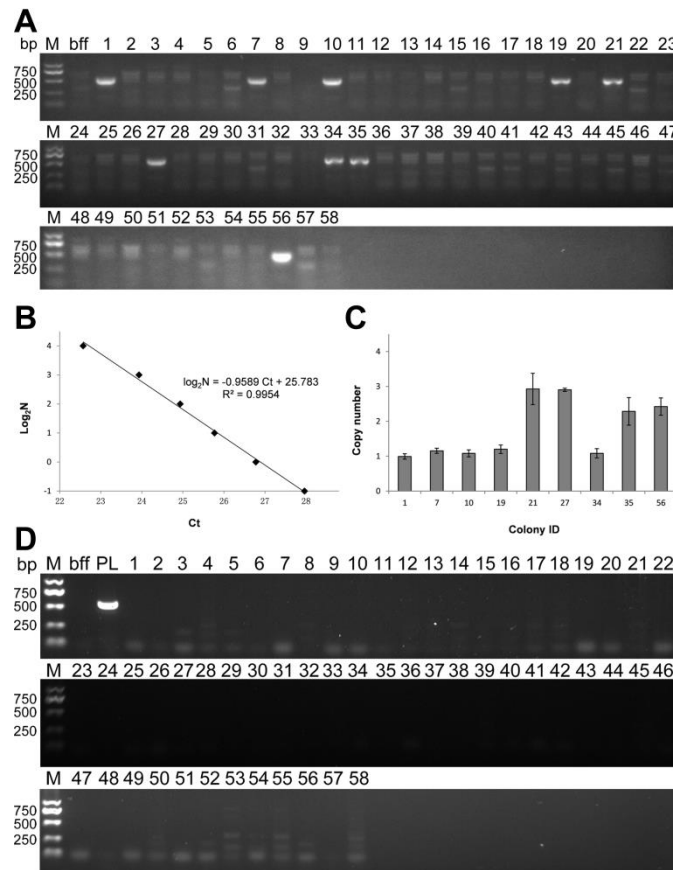 A
bp M bff 1 2 3 4 5 6 7 8 9 10 11 12 13 14 15 16 17 18 19 20 21 22 23
750
500
250
M 24 25 26 27 28 29 30 31 32 33 34 35 36 37 38 39 40 41 42 43 44 45 46 47
750
500
250
M 48 49 50 51 52 53 54 55 56 57 58
750
500
250
B
4
3
2
1
0
-1
22 23 24 25 26 27 28
Log2N
Ct
log₂N = -0.9589 Ct + 25.783
R² = 0.9954
C
4
3
2
1
0
Copy number
1 7 10 19 21 27 34 35 56
Colony ID
D
bp M bff PL 1 2 3 4 5 6 7 8 9 10 11 12 13 14 15 16 17 18 19 20 21 22
750
500
250
M 23 24 25 26 27 28 29 30 31 32 33 34 35 36 37 38 39 40 41 42 43 44 45 46
750
500
250
M 47 48 49 50 51 52 53 54 55 56 57 58
750
500
250